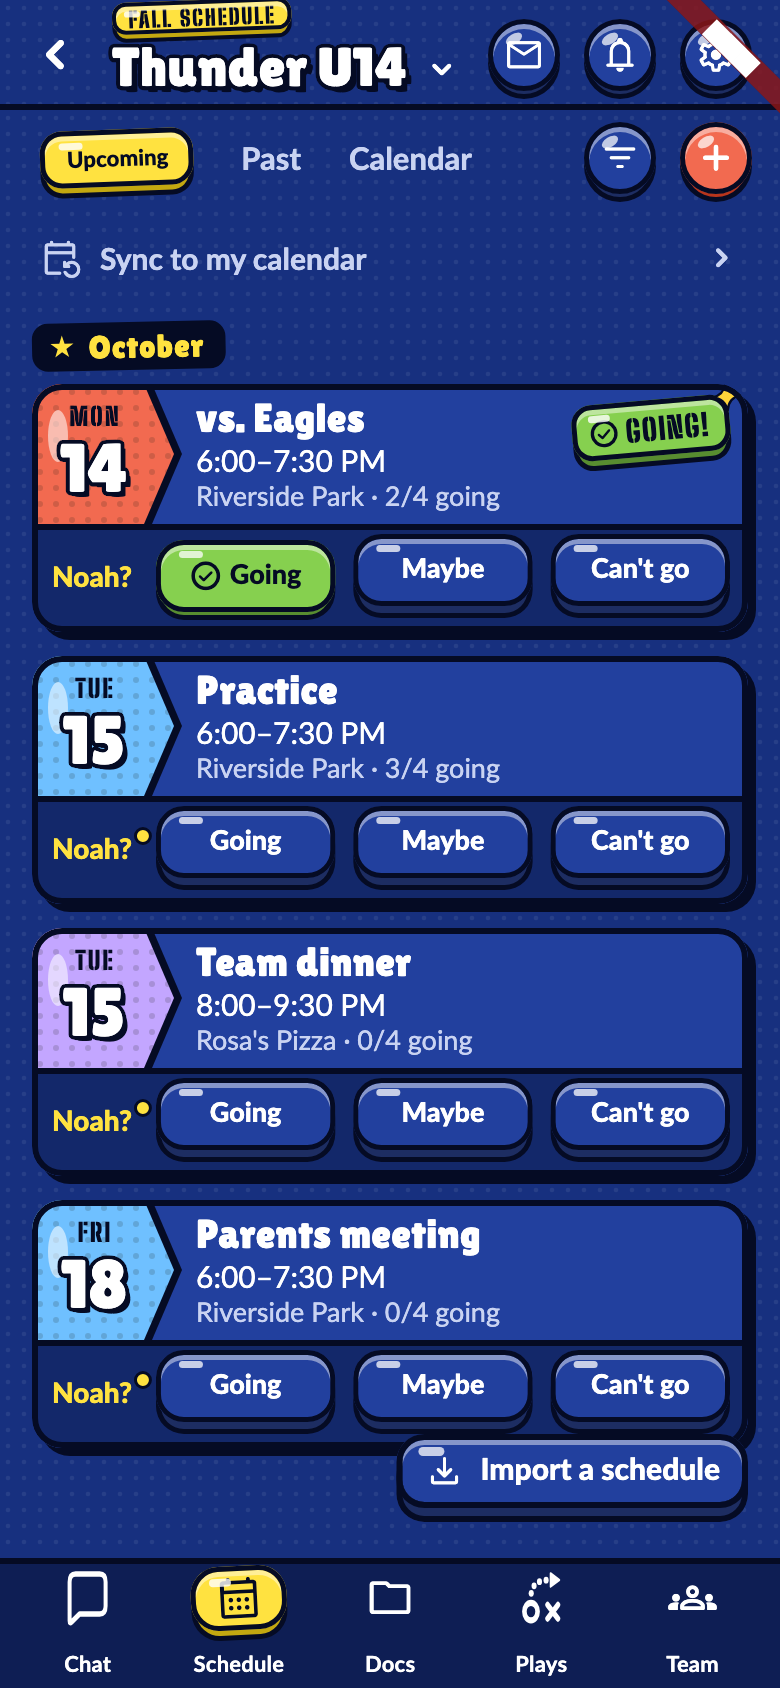 FALL SCHEDULE
Thunder U14
Upcoming
Past
Calendar
Sync to my calendar
★ October
MON
14
vs. Eagles
6:00–7:30 PM
Riverside Park · 2/4 going
GOING!
Noah?
Going
Maybe
Can't go
TUE
15
Practice
6:00–7:30 PM
Riverside Park · 3/4 going
Noah?
Going
Maybe
Can't go
TUE
15
Team dinner
8:00–9:30 PM
Rosa's Pizza · 0/4 going
Noah?
Going
Maybe
Can't go
FRI
18
Parents meeting
6:00–7:30 PM
Riverside Park · 0/4 going
Noah?
Going
Maybe
Can't go
Import a schedule
Chat
Schedule
Docs
Plays
Team